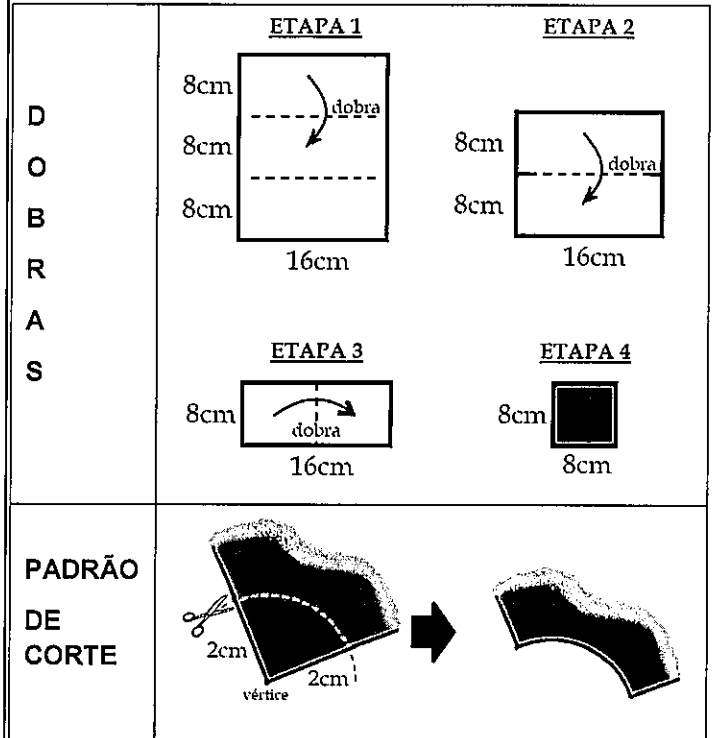 D
O
B
R
A
S
ETAPA 1
8cm
dobra
8cm
8cm
16cm
ETAPA 2
8cm
dobra
8cm
16cm
ETAPA 3
8cm
dobra
16cm
ETAPA 4
8cm
8cm
PADRÃO
DE
CORTE
2cm
2cm
vértice